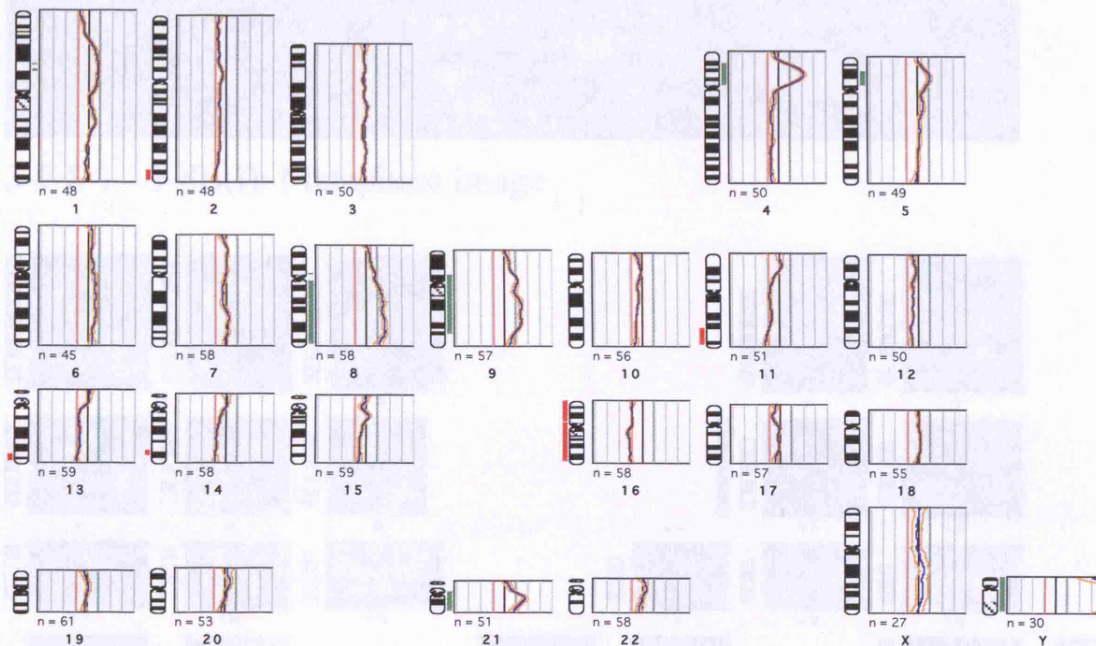 n = 48
n = 48
n = 50
n = 50
n = 49
1
2
3
4
5
n = 45
n = 58
n = 58
n = 57
n = 56
n = 51
n = 50
6
7
8
9
10
11
12
n = 59
n = 58
n = 59
n = 58
n = 57
n = 55
13
14
15
16
17
18
n = 61
n = 53
n = 51
n = 58
n = 27
n = 30
19
20
21
22
X
Y